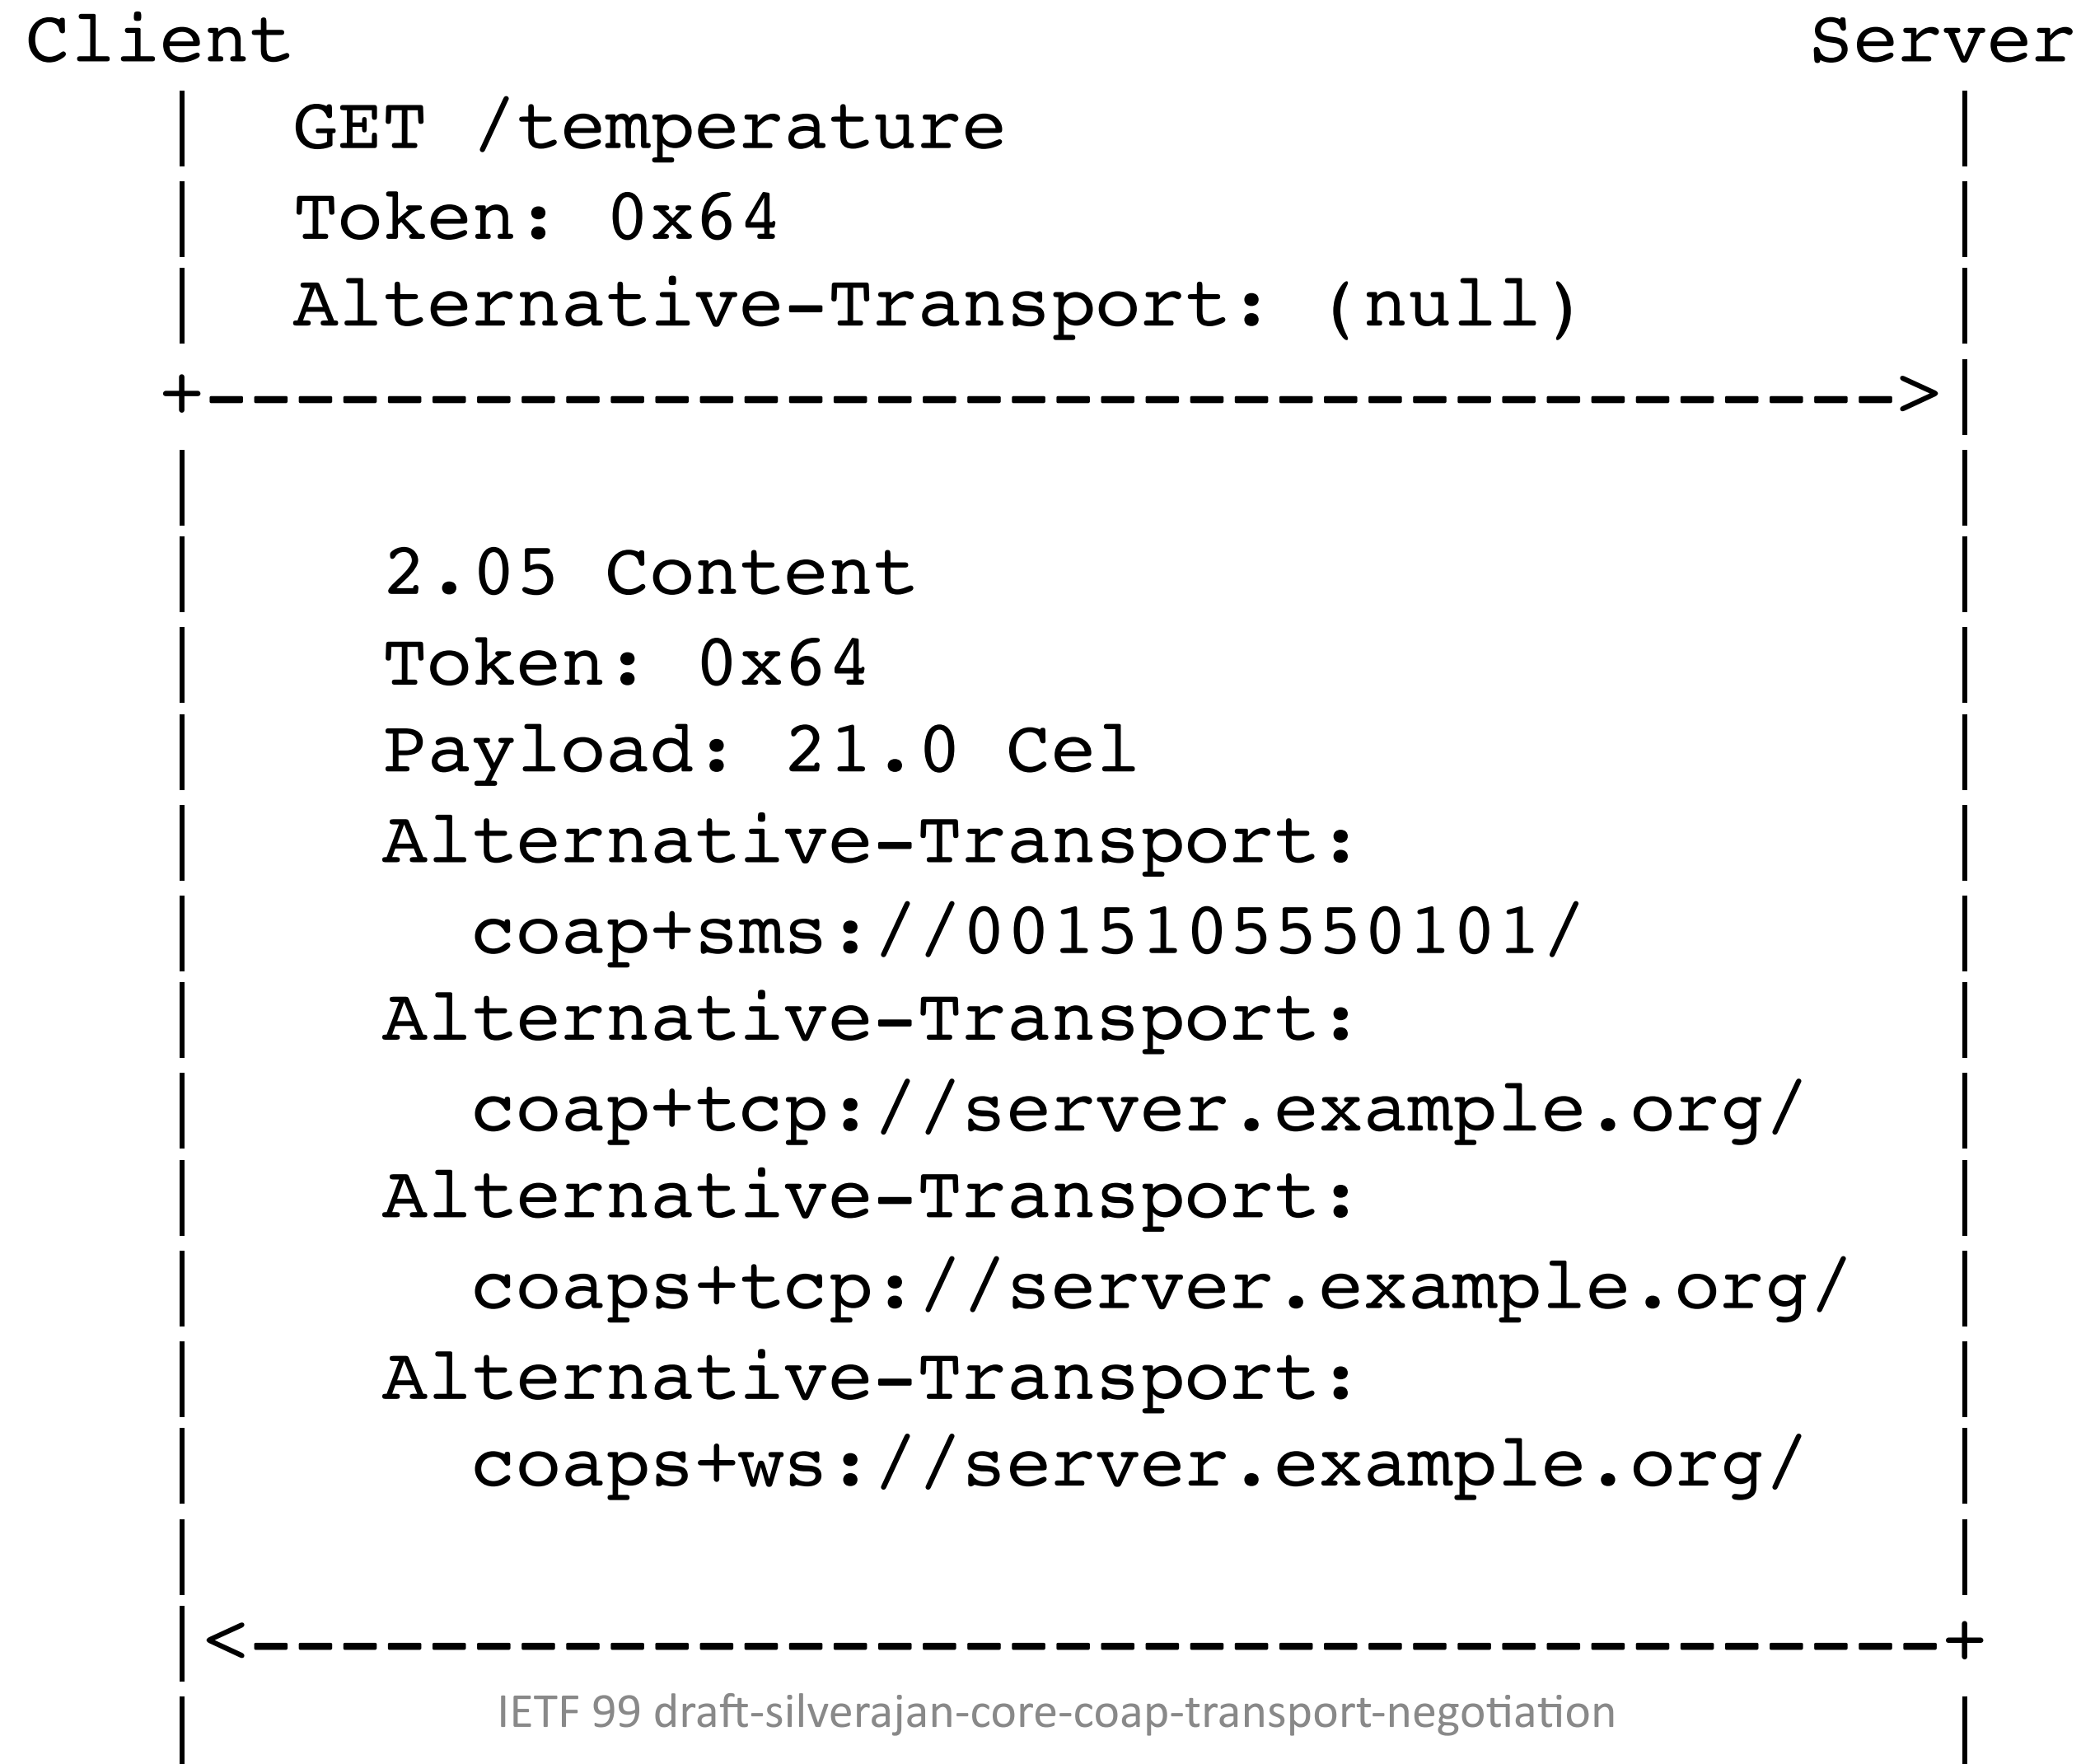 Client Server
GET /temperature
Token: 0x64
Alternative-Transport: (null)
2.05 Content
Token: 0x64
Payload: 21.0 Cel
Alternative-Transport:
coap+sms://0015105550101/
Alternative-Transport:
coap+tcp://server.example.org/
Alternative-Transport:
coaps+tcp://server.example.org/
Alternative-Transport:
coaps+ws://server.example.org/
IETF 99 draft-silverajan-core-coap-transport-negotiation